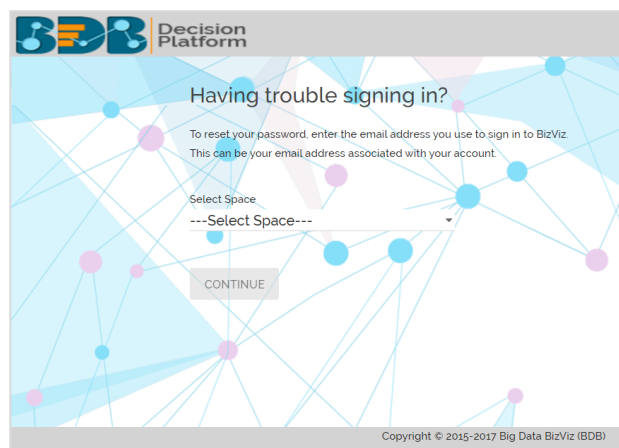 BDB Decision
Platform
Having trouble signing in?
To reset your password, enter the email address you use to sign in to BizViz.
This can be your email address associated with your account.
Select Space
---Select Space---
CONTINUE
Copyright © 2015-2017 Big Data BizViz (BDB)